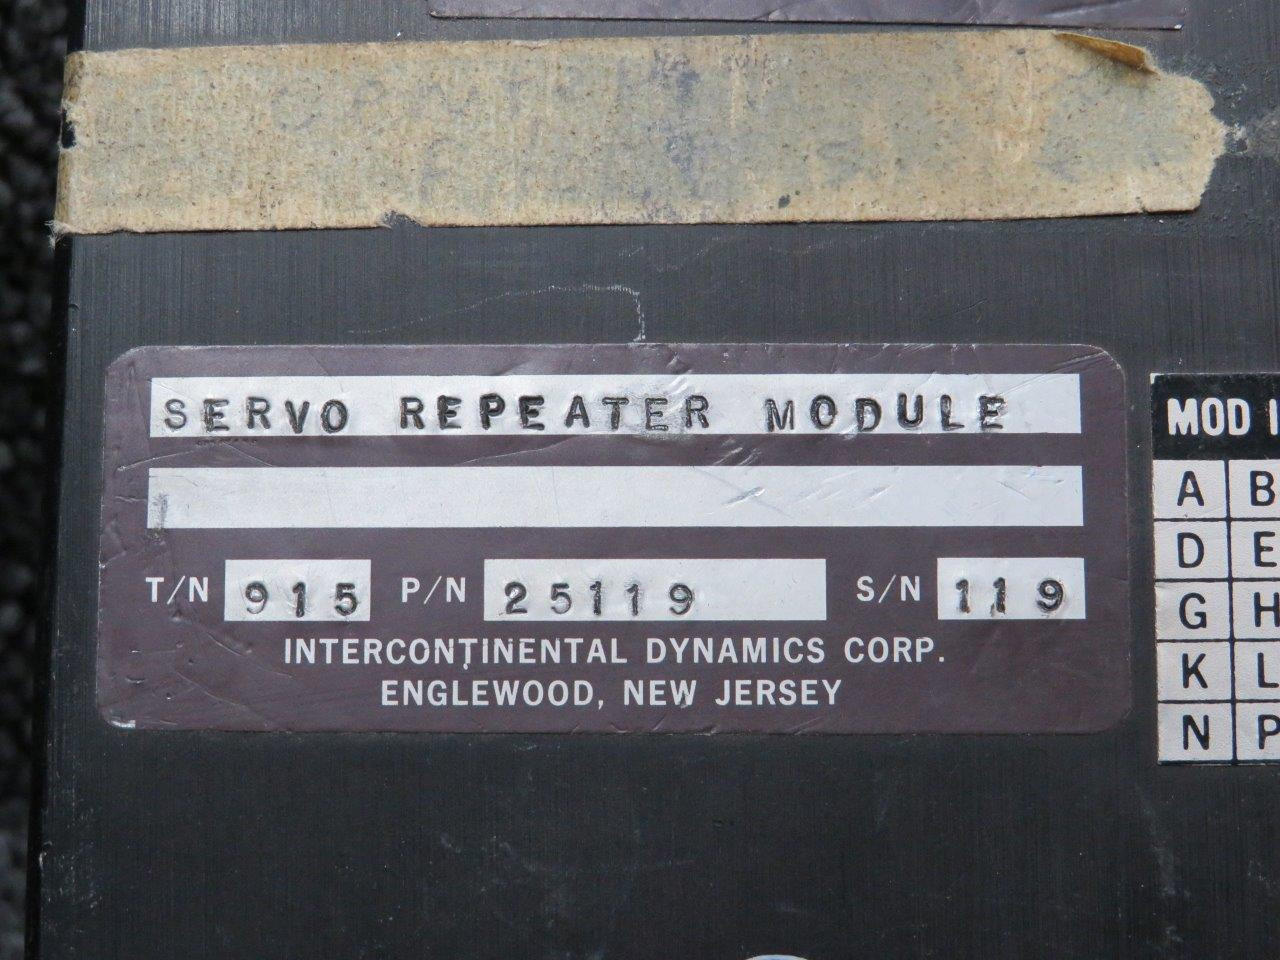 SERVO REPEATER MODULE
T/N 915 P/N 25119 S/N 119
INTERCONTINENTAL DYNAMICS CORP.
ENGLEWOOD, NEW JERSEY
MOD
A B
D E
G H
K L
N P